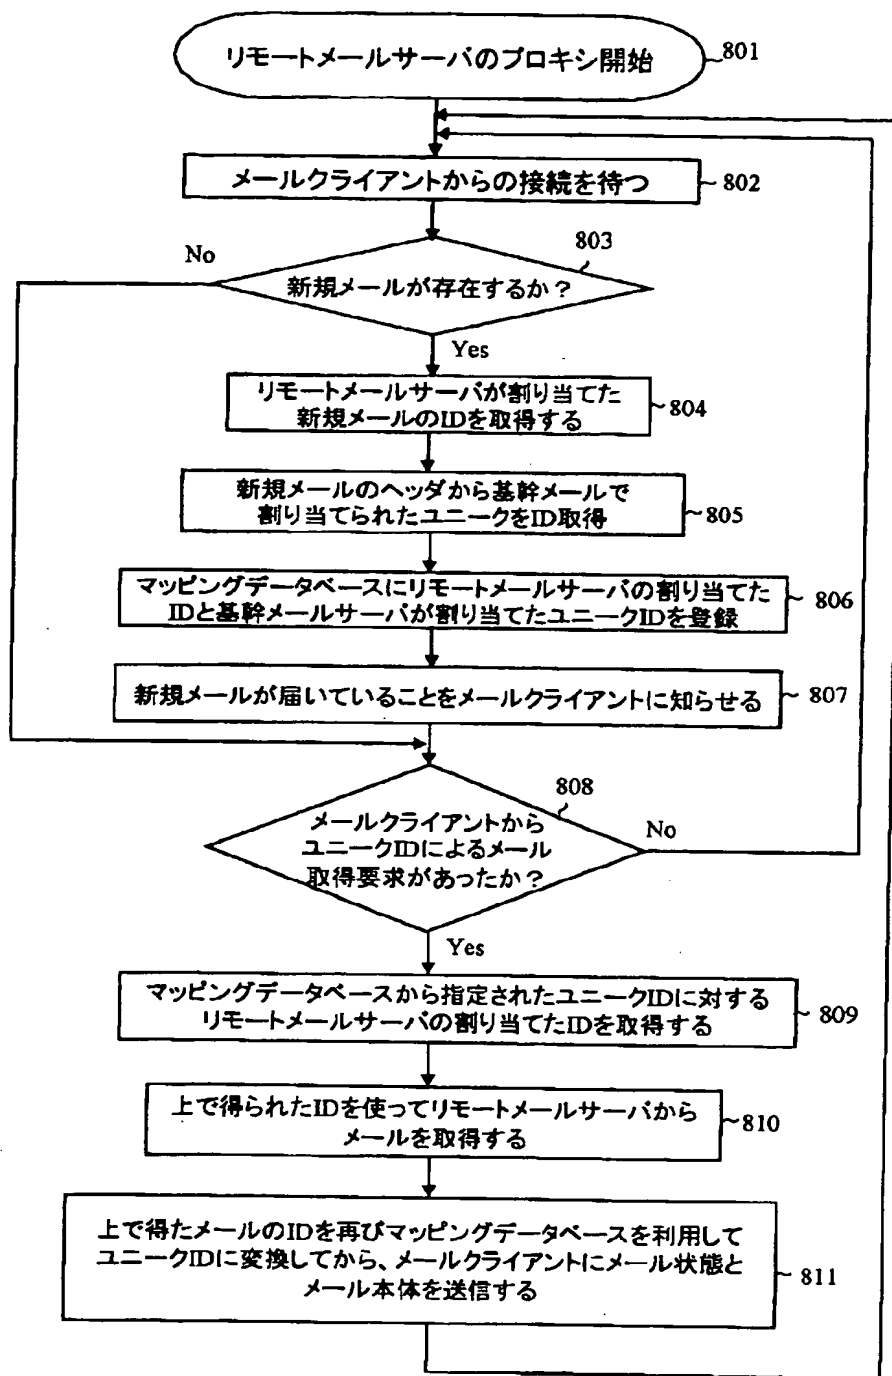 リモートメールサーバのプロキシ開始
801
メールクライアントからの接続を待つ
802
803
No
新規メールが存在するか？
Yes
リモートメールサーバが割り当てた
新規メールのIDを取得する
804
新規メールのヘッダから基幹メールで
割り当てられたユニークをID取得
805
マッピングデータベースにリモートメールサーバの割り当てた
IDと基幹メールサーバが割り当てたユニークIDを登録
806
新規メールが届いていることをメールクライアントに知らせる
807
808
メールクライアントから
ユニークIDによるメール
取得要求があったか？
No
Yes
マッピングデータベースから指定されたユニークIDに対する
リモートメールサーバの割り当てたIDを取得する
809
上で得られたIDを使ってリモートメールサーバから
メールを取得する
810
上で得たメールのIDを再びマッピングデータベースを利用して
ユニークIDに変換してから、メールクライアントにメール状態と
メール本体を送信する
811